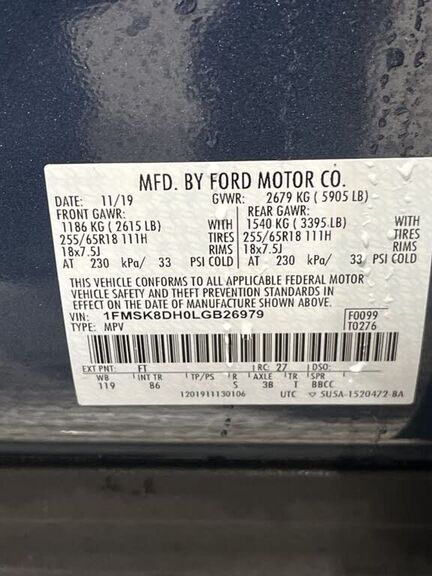 MFD. BY FORD MOTOR CO.
DATE: 11/19 GVWR: 2679 KG ( 5905 LB)
FRONT GAWR: REAR GAWR:
1186 KG ( 2615 LB) WITH 1540 KG ( 3395 LB) WITH
255/65R18 111H TIRES 255/65R18 111H TIRES
18x7.5J RIMS 18x7.5J RIMS
AT 230 kPa/ 33 PSI COLD AT 230 kPa/ 33 PSI COLD
THIS VEHICLE CONFORMS TO ALL APPLICABLE FEDERAL MOTOR
VEHICLE SAFETY AND THEFT PREVENTION STANDARDS IN
EFFECT ON THE DATE OF MANUFACTURE SHOWN ABOVE.
VIN: 1FMSK8DH0LGB26979 F0099
TYPE: MPV T0276
EXT PNT: FT RC: 27 DSO:
WB INT TR TP/PS R AXLE TR SPR
119 86 S 3B T BBCC
1201911130106 UTC ▽ 5U5A-1520472-BA